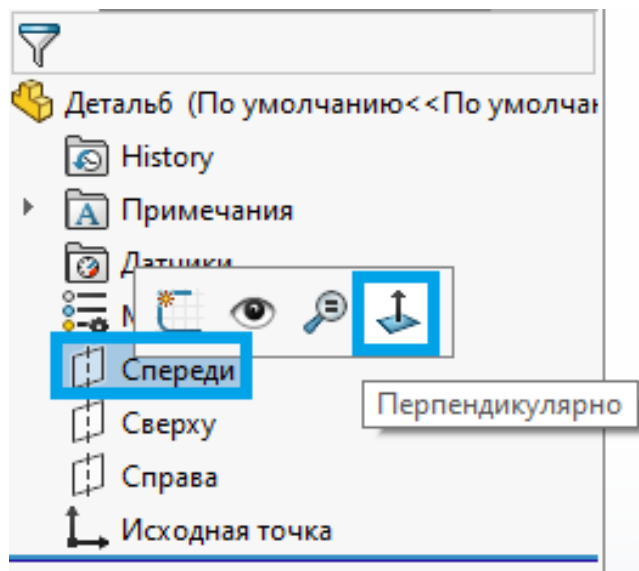 Деталь6 (По умолчанию<<По умолчан
History
A Примечания
Датчики
Спереди
Перпендикулярно
Сверху
Справа
Исходная точка